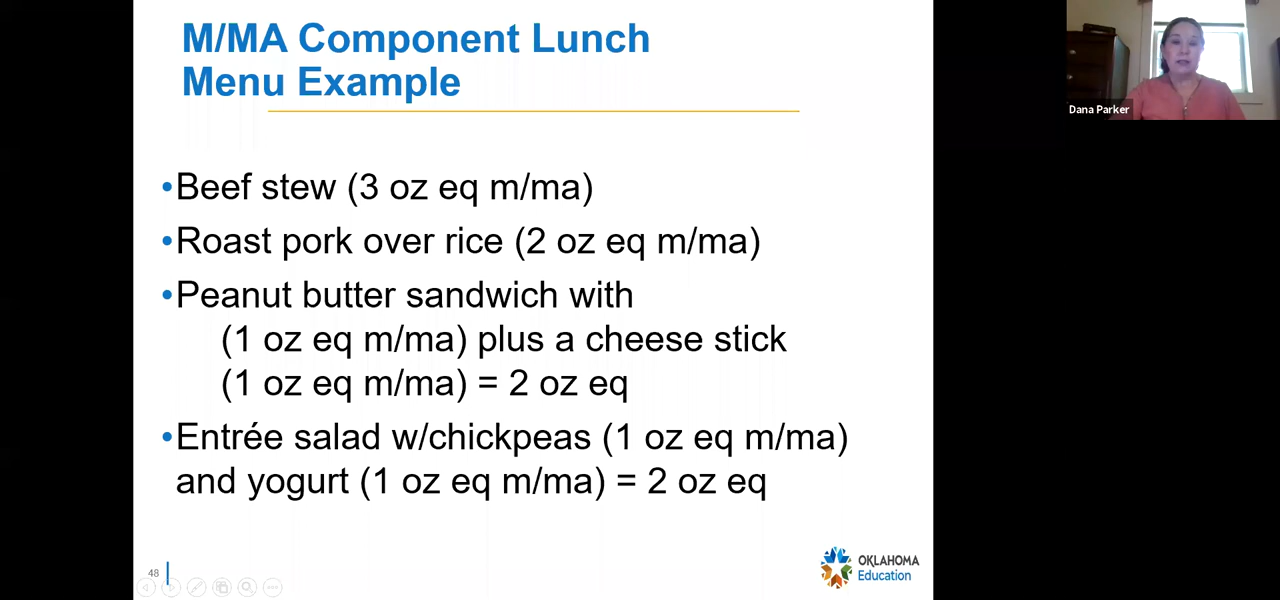 M/MA Component Lunch
Menu Example
•Beef stew (3 oz eq m/ma)
•Roast pork over rice (2 oz eq m/ma)
•Peanut butter sandwich with
(1 oz eq m/ma) plus a cheese stick
(1 oz eq m/ma) = 2 oz eq
•Entrée salad w/chickpeas (1 oz eq m/ma)
and yogurt (1 oz eq m/ma) = 2 oz eq
48
OKLAHOMA
Education
Dana Parker